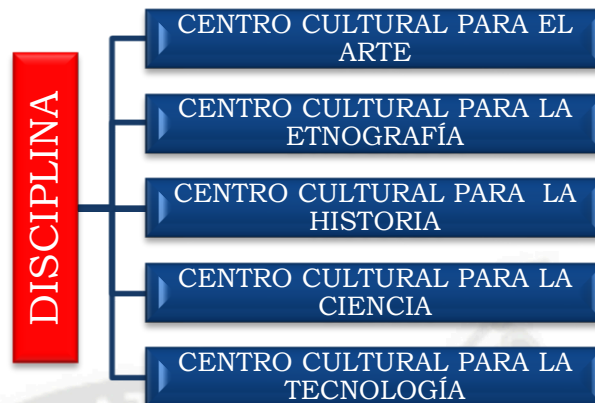 DISCIPLINA
CENTRO CULTURAL PARA EL
ARTE
CENTRO CULTURAL PARA LA
ETNOGRAFÍA
CENTRO CULTURAL PARA LA
HISTORIA
CENTRO CULTURAL PARA LA
CIENCIA
CENTRO CULTURAL PARA LA
TECNOLOGÍA